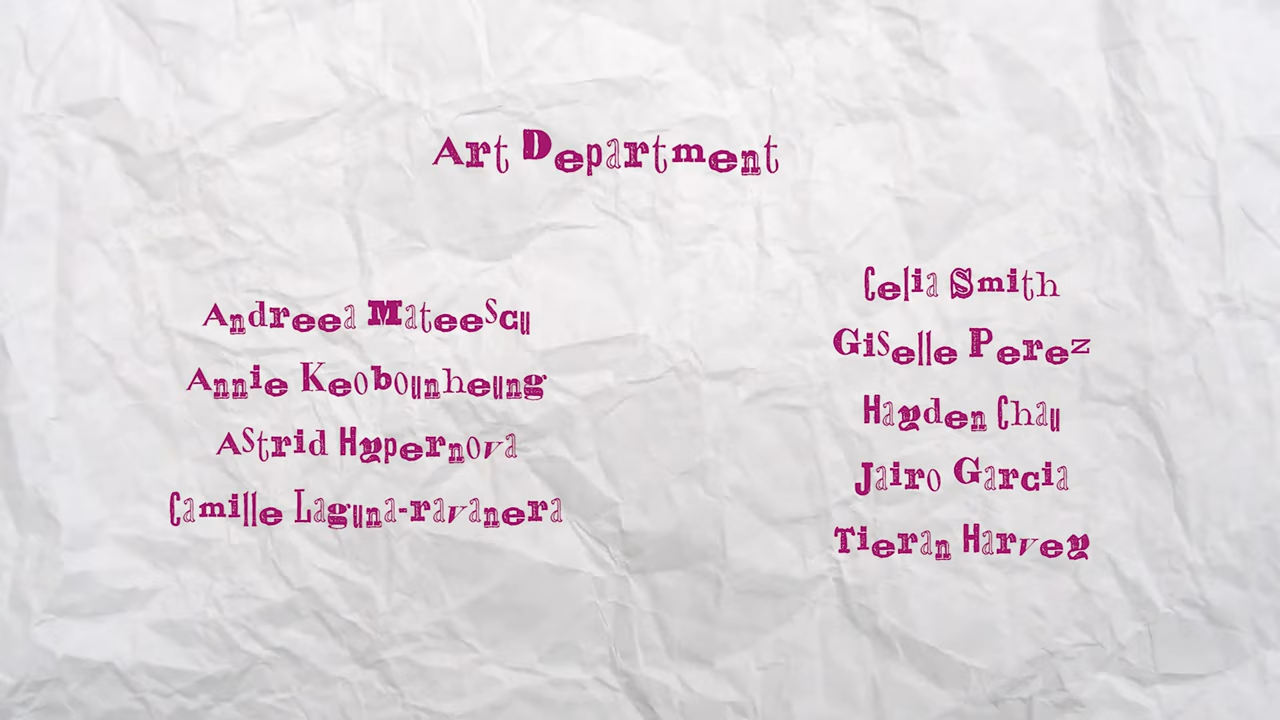 Art Department
Andreea Mateescu
Annie Keobounheung
Astrid Hypernova
Camille Laguna-ravanera
Celia Smith
Giselle Perez
Hayden Chau
Jairo Garcia
Tieran Harvey